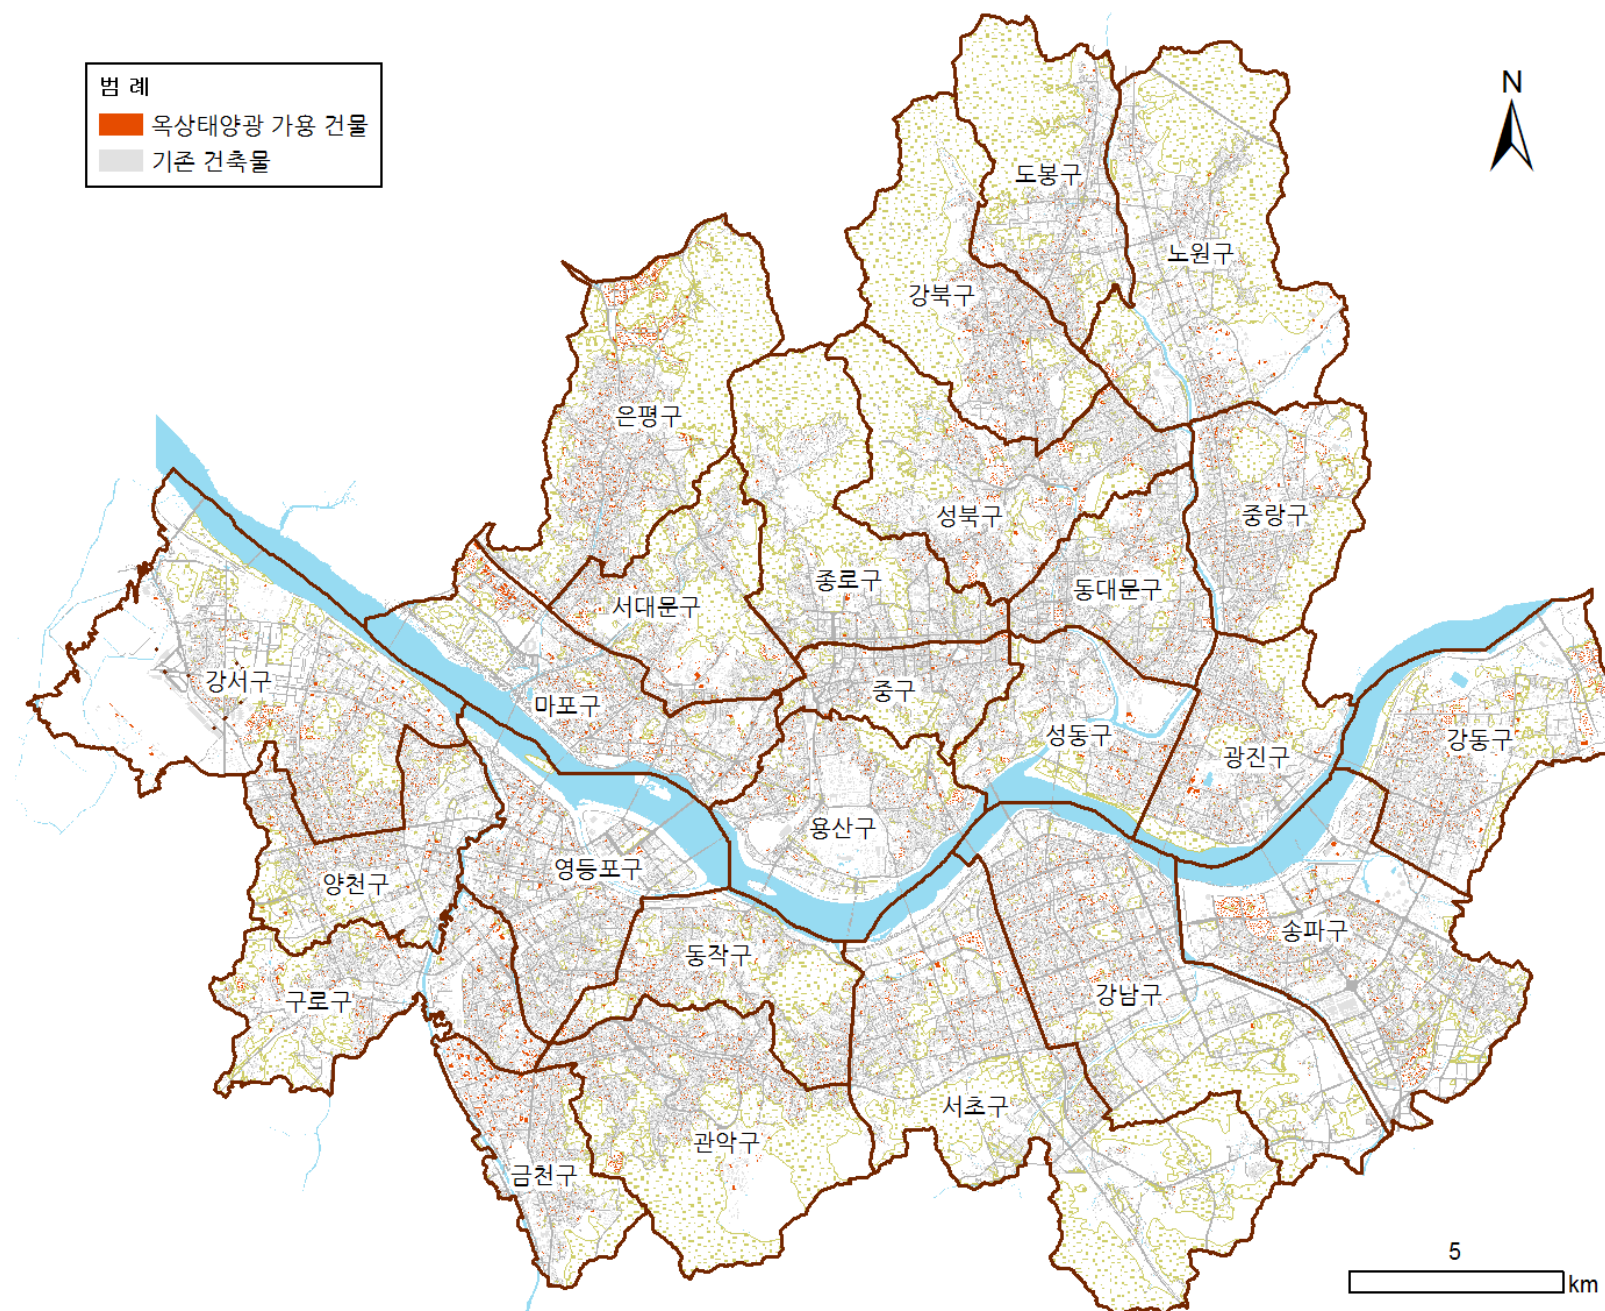 범 례
옥상태양광 가용 건물
기존 건축물
N
도봉구
노원구
강북구
은평구
성북구
중랑구
종로구
동대문구
서대문구
강서구
중구
마포구
성동구
강동구
광진구
용산구
영등포구
양천구
송파구
동작구
강남구
구로구
서초구
관악구
금천구
5
km